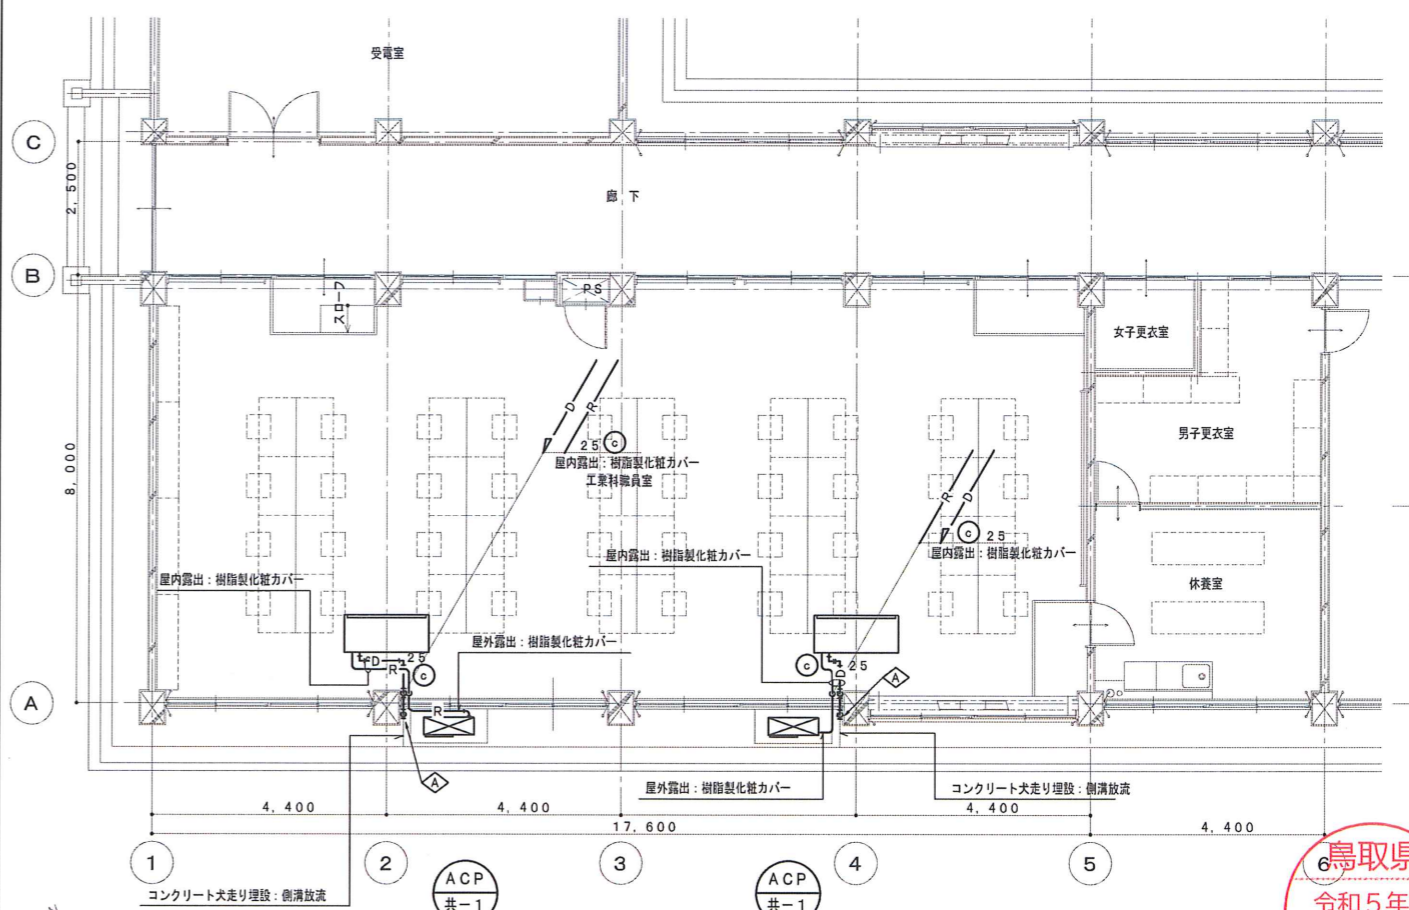 受電室
C
2,500
廊 下
B
PS
スロープ
女子更衣室
男子更衣室
D
R
25 c
屋内露出：樹脂製化粧カバー
工業科職員室
R
D
c 25
屋内露出：樹脂製化粧カバー
8,000
屋内露出：樹脂製化粧カバー
屋内露出：樹脂製化粧カバー
休養室
屋外露出：樹脂製化粧カバー
D
R
25
c
c
25
D
A
A
R
A
屋外露出：樹脂製化粧カバー
コンクリート犬走り埋設：側溝放流
4,400
4,400
4,400
17,600
4,400
1
2
3
4
5
6
コンクリート犬走り埋設：側溝放流
ACP
共－1
ACP
共－1
鳥取県
令和5年